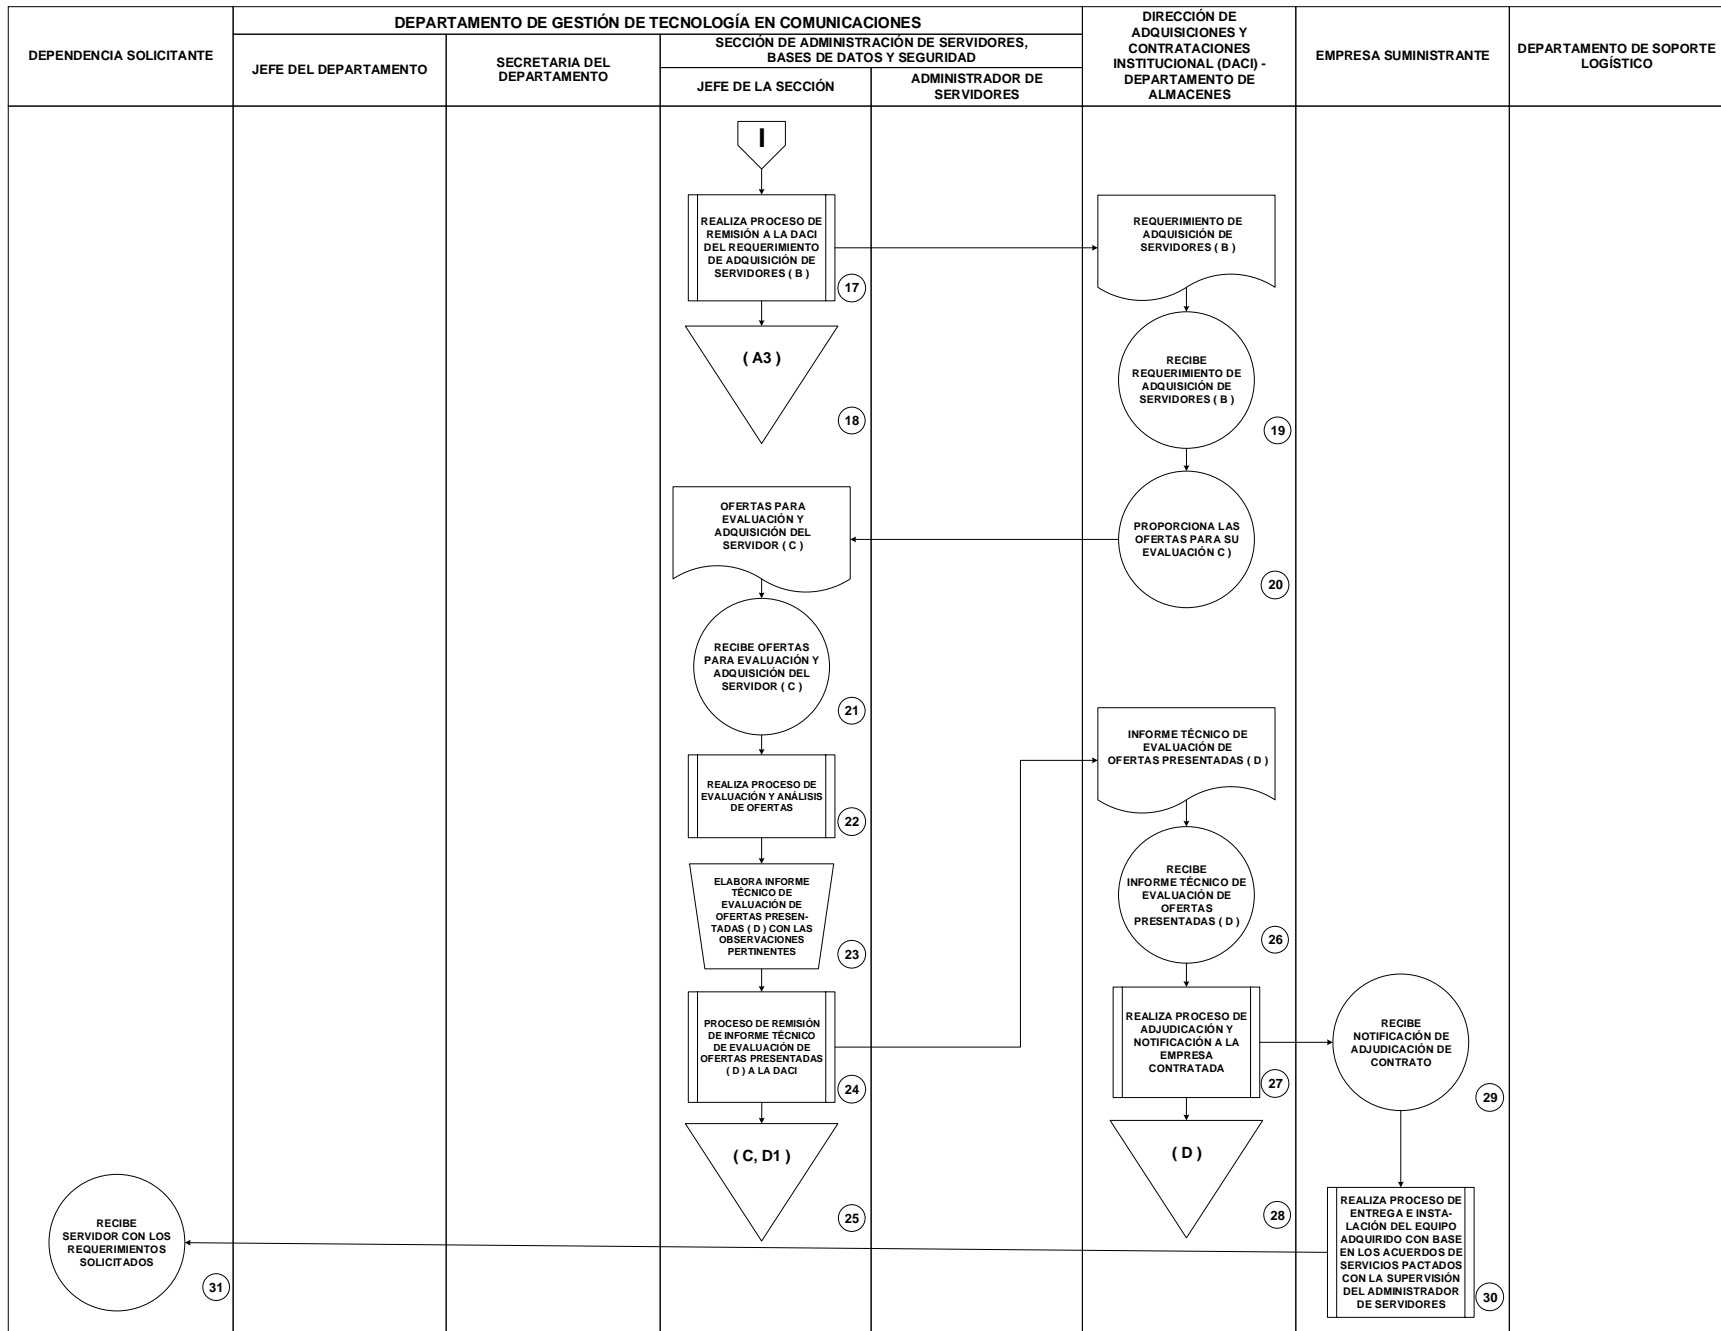 DEPENDENCIA SOLICITANTE
DEPARTAMENTO DE GESTIÓN DE TECNOLOGÍA EN COMUNICACIONES
JEFE DEL DEPARTAMENTO
SECRETARIA DEL
DEPARTAMENTO
SECCIÓN DE ADMINISTRACIÓN DE SERVIDORES,
BASES DE DATOS Y SEGURIDAD
JEFE DE LA SECCIÓN
ADMINISTRADOR DE
SERVIDORES
DIRECCIÓN DE
ADQUISICIONES Y
CONTRATACIONES
INSTITUCIONAL (DACI) -
DEPARTAMENTO DE
ALMACENES
EMPRESA SUMINISTRANTE
DEPARTAMENTO DE SOPORTE
LOGÍSTICO
I
REALIZA PROCESO DE
REMISIÓN A LA DACI
DEL REQUERIMIENTO
DE ADQUISICIÓN DE
SERVIDORES ( B )
17
REQUERIMIENTO DE
ADQUISICIÓN DE
SERVIDORES ( B )
( A3 )
18
RECIBE
REQUERIMIENTO DE
ADQUISICIÓN DE
SERVIDORES ( B )
19
PROPORCIONA LAS
OFERTAS PARA SU
EVALUACIÓN C )
20
OFERTAS PARA
EVALUACIÓN Y
ADQUISICIÓN DEL
SERVIDOR ( C )
RECIBE OFERTAS
PARA EVALUACIÓN Y
ADQUISICIÓN DEL
SERVIDOR ( C )
21
REALIZA PROCESO DE
EVALUACIÓN Y ANÁLISIS
DE OFERTAS
22
ELABORA INFORME
TÉCNICO DE
EVALUACIÓN DE
OFERTAS PRESEN-
TADAS ( D ) CON LAS
OBSERVACIONES
PERTINENTES
23
PROCESO DE REMISIÓN
DE INFORME TÉCNICO
DE EVALUACIÓN DE
OFERTAS PRESENTADAS
( D ) A LA DACI
24
( C, D1 )
25
INFORME TÉCNICO DE
EVALUACIÓN DE
OFERTAS PRESENTADAS ( D )
RECIBE
INFORME TÉCNICO DE
EVALUACIÓN DE
OFERTAS
PRESENTADAS ( D )
26
REALIZA PROCESO DE
ADJUDICACIÓN Y
NOTIFICACIÓN A LA
EMPRESA
CONTRATADA
27
( D )
28
RECIBE
NOTIFICACIÓN DE
ADJUDICACIÓN DE
CONTRATO
29
REALIZA PROCESO DE
ENTREGA E INSTA-
LACIÓN DEL EQUIPO
ADQUIRIDO CON BASE
EN LOS ACUERDOS DE
SERVICIOS PACTADOS
CON LA SUPERVISIÓN
DEL ADMINISTRADOR
DE SERVIDORES
30
RECIBE
SERVIDOR CON LOS
REQUERIMIENTOS
SOLICITADOS
31